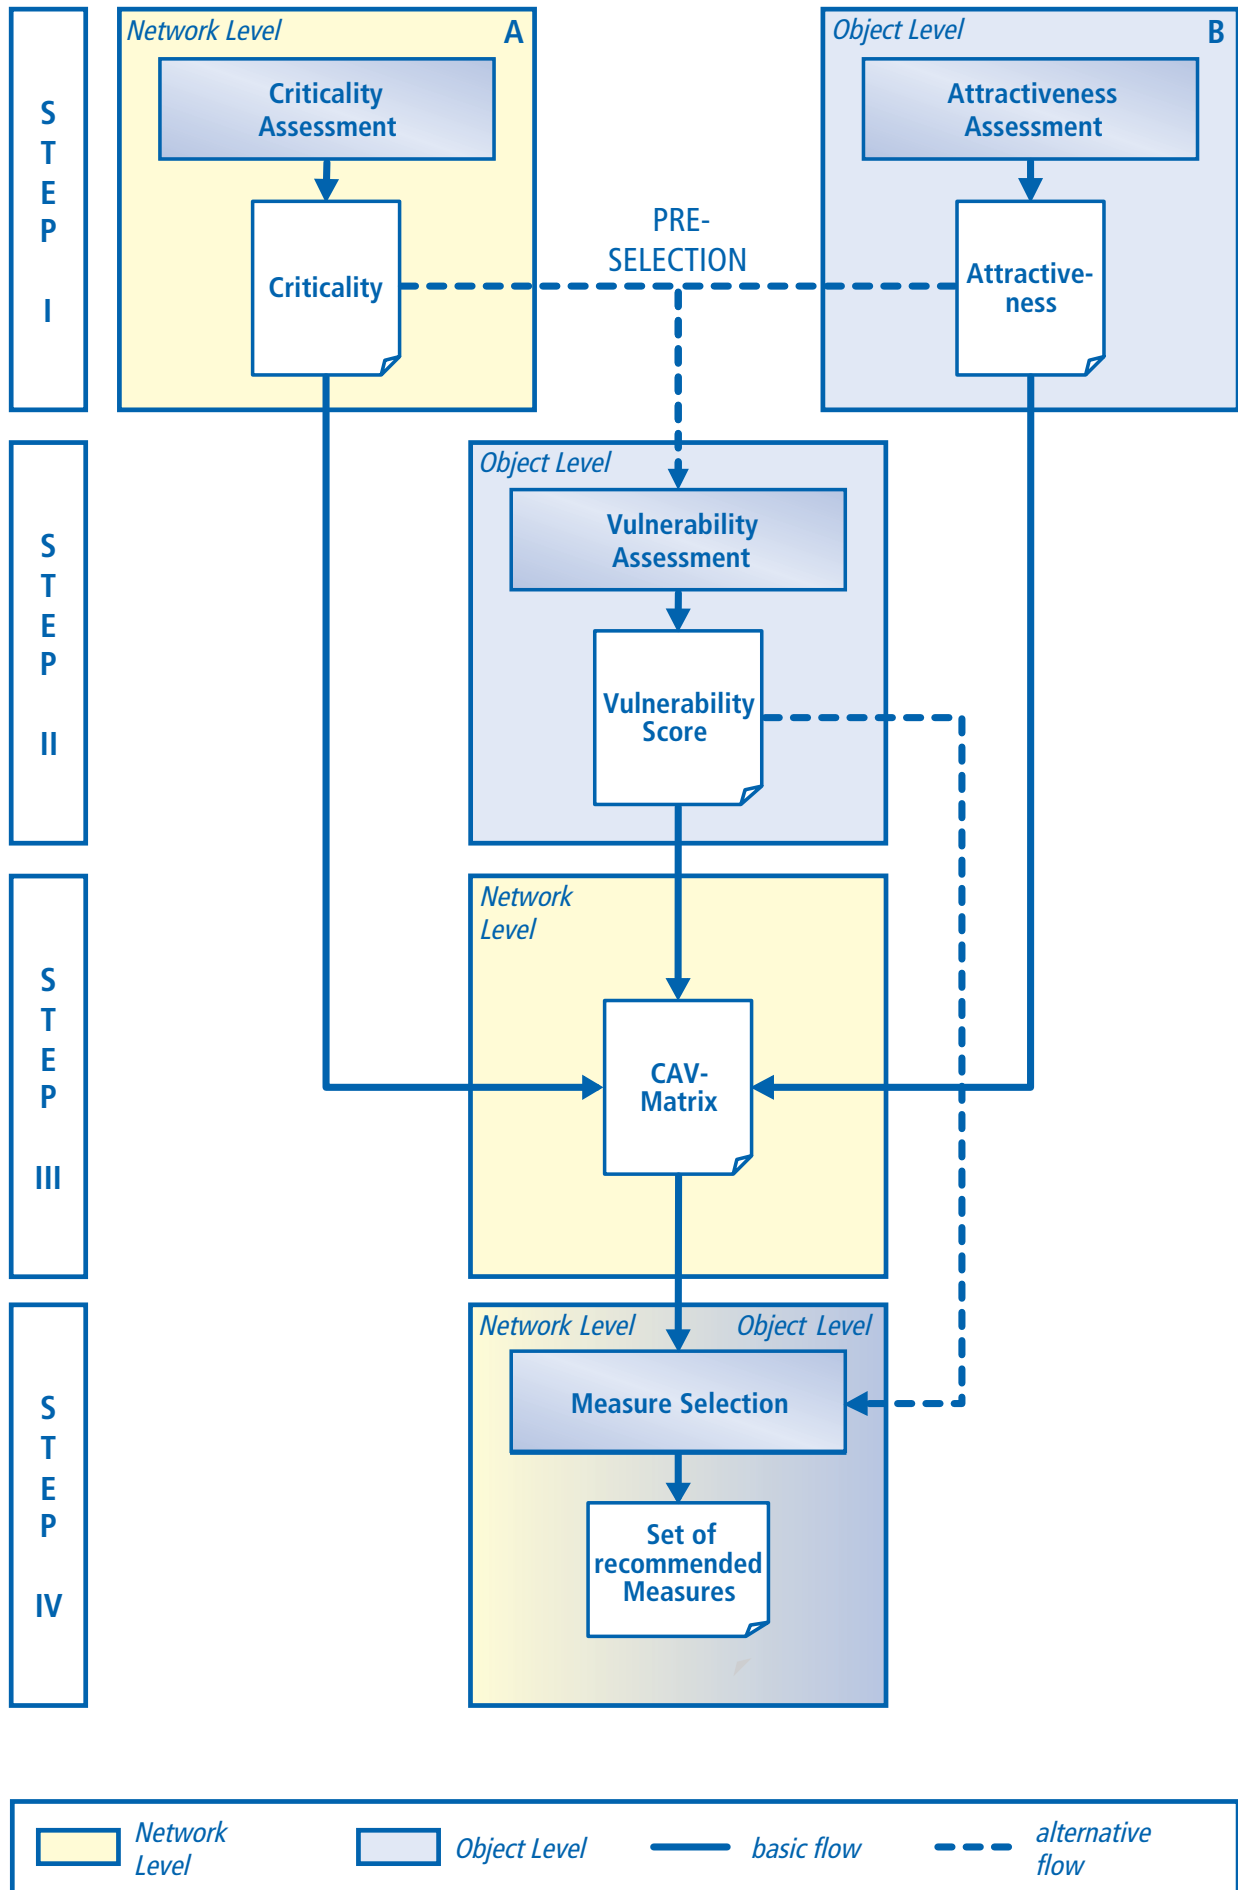 Network Level
A
Object Level
B
S
T
E
P
I
Criticality
Assessment
Attractiveness
Assessment
PRE-
SELECTION
Criticality
Attractive-
ness
S
T
E
P
II
Object Level
Vulnerability
Assessment
Vulnerability
Score
S
T
E
P
III
Network
Level
CAV-
Matrix
S
T
E
P
IV
Network Level
Object Level
Measure Selection
Set of
recommended
Measures
Network
Level
Object Level
basic flow
alternative
flow